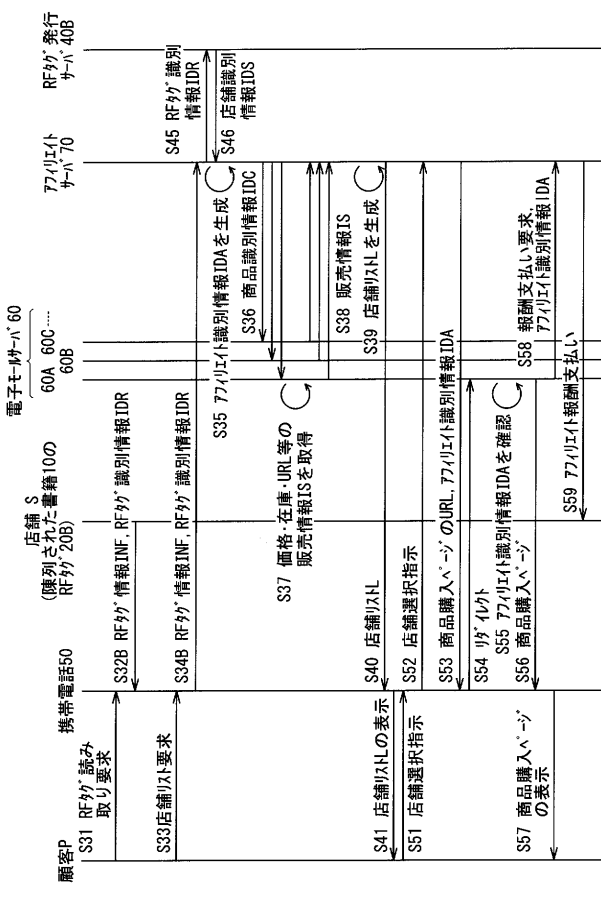 顧客P
携帯電話50
店舗 S
(陳列された書籍10の
RFタグ20B)
電子モールサーバ60
60A 60C----
60B
アフィリエイト
サーバ70
RFタグ発行
サーバ40B
S31 RFタグ読み
取り要求
S32B RFタグ情報INF,RFタグ識別情報IDR
S33店舗リスト要求
S34B RFタグ情報INF,RFタグ識別情報IDR
S45 RFタグ識別
情報IDR
S46 店舗識別
情報IDS
S35 アフィリエイト識別情報IDAを生成
S36 商品識別情報IDC
S37 価格・在庫・URL等の
販売情報ISを取得
S38 販売情報IS
S39 店舗リストLを生成
S40 店舗リストL
S41 店舗リストLの表示
S51 店舗選択指示
S52 店舗選択指示
S53 商品購入ページのURL,アフィリエイト識別情報IDA
S54 リダイレクト
S55 アフィリエイト識別情報IDAを確認
S56 商品購入ページ
S57 商品購入ページ
の表示
S58 報酬支払い要求,
アフィリエイト識別情報IDA
S59 アフィリエイト報酬支払い